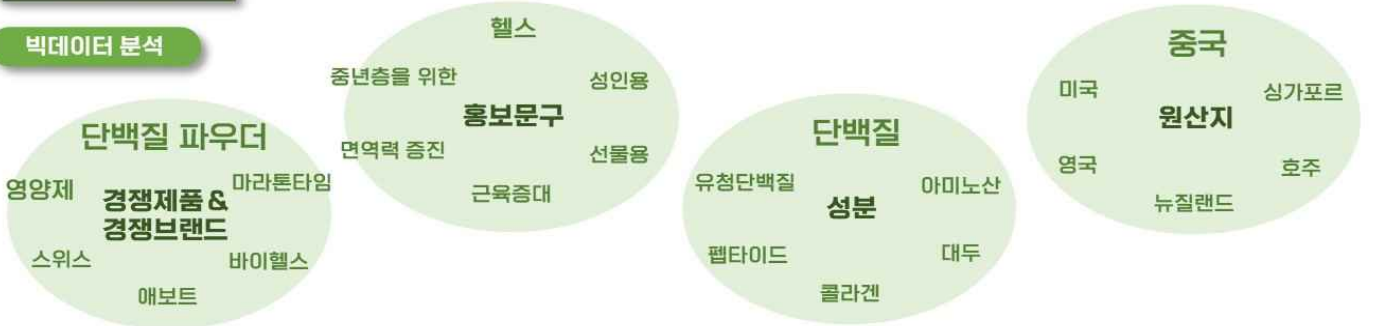 빅데이터 분석
단백질 파우더
영양제
마라톤타임
경쟁제품 &
경쟁브랜드
스위스
바이헬스
애보트
헬스
중년층을 위한
성인용
홍보문구
면역력 증진
선물용
근육증대
단백질
유청단백질
아미노산
성분
펩타이드
대두
콜라겐
중국
미국
싱가포르
원산지
영국
호주
뉴질랜드